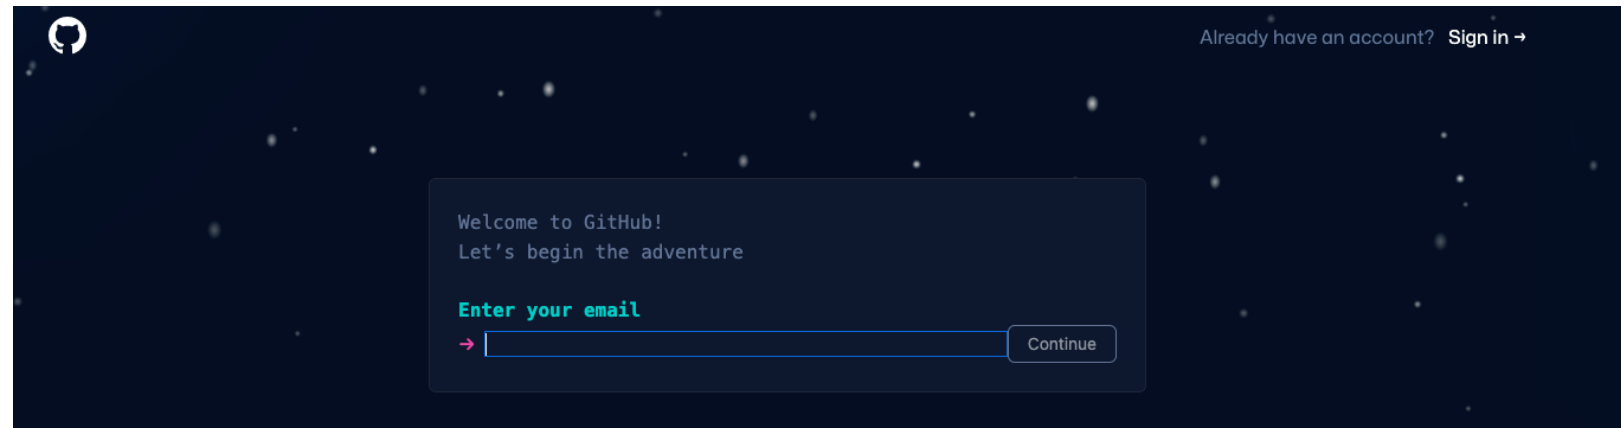 Already have an account? Sign in →
Welcome to GitHub!
Let’s begin the adventure
Enter your email
→ Continue